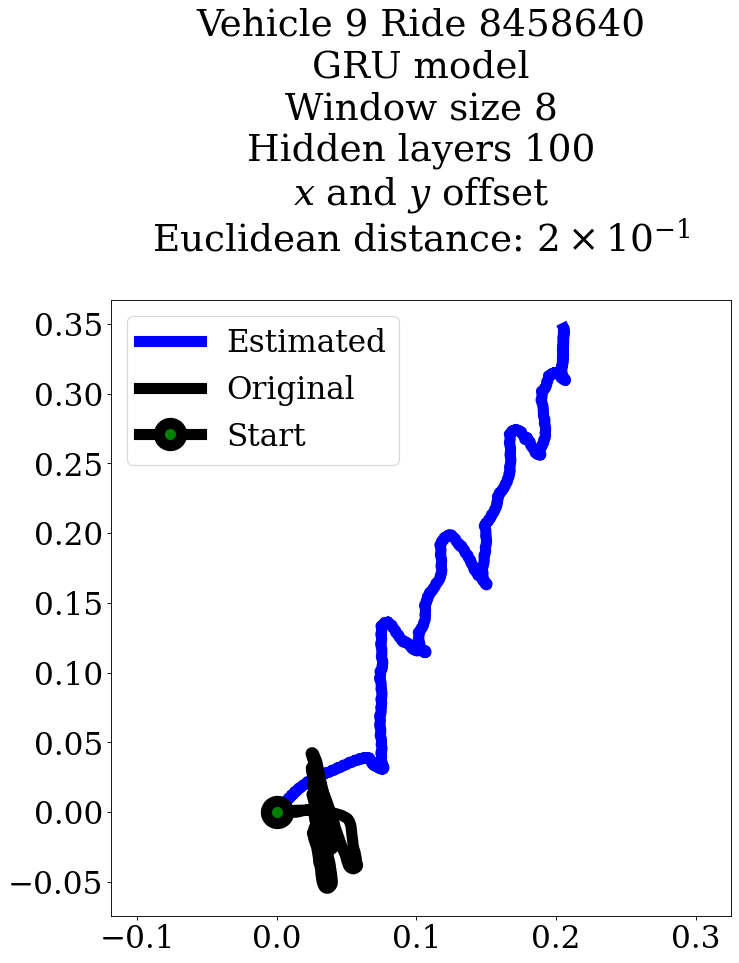 Vehicle 9 Ride 8458640
GRU model
Window size 8
Hidden layers 100
x and y offset
Euclidean distance: 2 × 10⁻¹
Estimated
Original
Start
0.35
0.30
0.25
0.20
0.15
0.10
0.05
0.00
−0.05
−0.1 0.0 0.1 0.2 0.3